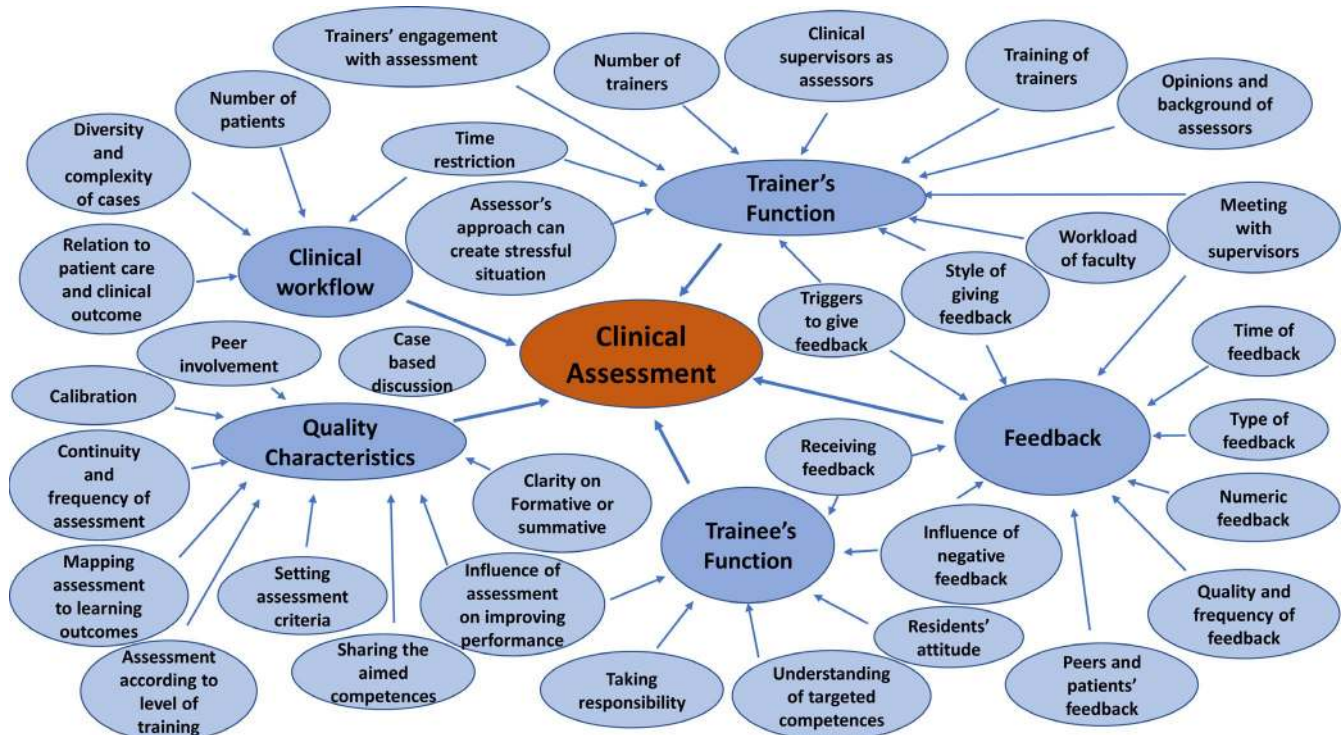 Trainers' engagement
with assessment
Number of
trainers
Clinical
supervisors as
assessors
Training of
trainers
Opinions and
background of
assessors
Number of
patients
Diversity
and
complexity
of cases
Time
restriction
Trainer's
Function
Assessor's
approach can
create stressful
situation
Meeting
with
supervisors
Workload
of faculty
Relation to
patient care
and clinical
outcome
Clinical
workflow
Style of
giving
feedback
Triggers
to give
feedback
Clinical
Assessment
Time of
feedback
Peer
involvement
Case
based
discussion
Calibration
Quality
Characteristics
Feedback
Type of
feedback
Receiving
feedback
Continuity
and
frequency of
assessment
Clarity on
Formative or
summative
Numeric
feedback
Trainee's
Function
Influence of
negative
feedback
Mapping
assessment
to learning
outcomes
Setting
assessment
criteria
Influence of
assessment
on improving
performance
Quality and
frequency of
feedback
Residents'
attitude
Assessment
according to
level of
training
Sharing the
aimed
competences
Taking
responsibility
Understanding
of targeted
competences
Peers and
patients'
feedback